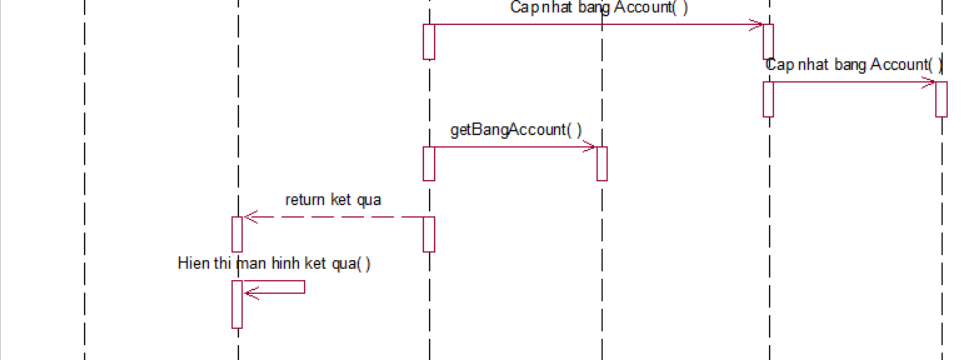 Cap nhat bang Account( )
Cap nhat bang Account( )
getBangAccount( )
return ket qua
Hien thi man hinh ket qua( )